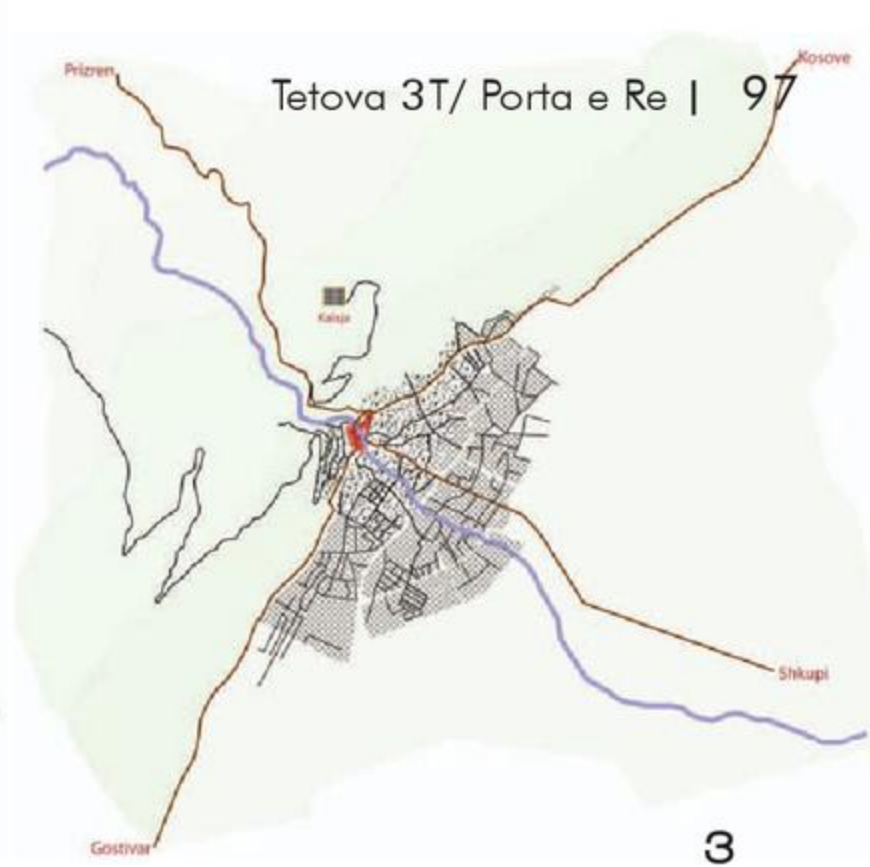 Prizren
Kosove
Tetova 3T/ Porta e Re | 97
Kalaja
Shkupi
Gostivar
3